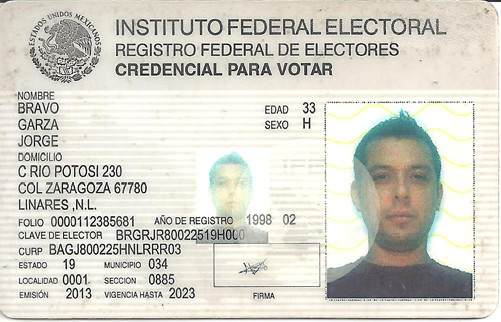 ESTADOS UNIDOS MEXICANOS
INSTITUTO FEDERAL ELECTORAL
REGISTRO FEDERAL DE ELECTORES
CREDENCIAL PARA VOTAR
NOMBRE
BRAVO
GARZA
JORGE
EDAD 33
SEXO H
DOMICILIO
C RIO POTOSI 230
COL ZARAGOZA 67780
LINARES ,N.L.
FOLIO 0000112385681 AÑO DE REGISTRO 1998 02
CLAVE DE ELECTOR BRGRJR80022519H000
CURP BAGJ800225HNLRRR03
ESTADO 19 MUNICIPIO 034
LOCALIDAD 0001 SECCION 0885
EMISIÓN 2013 VIGENCIA HASTA 2023
FIRMA